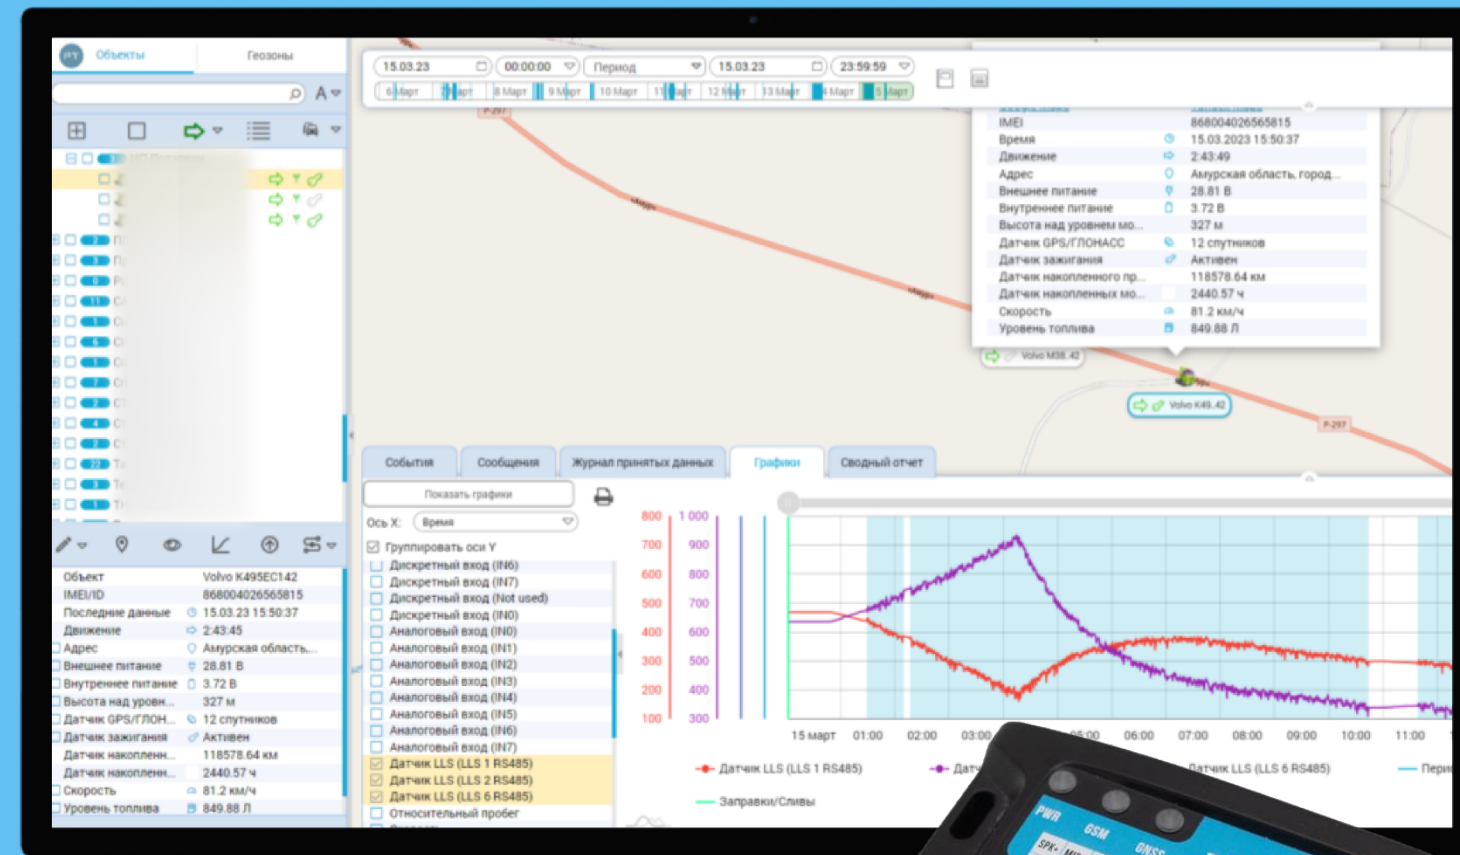 Объекты
Геозоны
15.03.23
00:00:00
Период
15.03.23
23:59:59
А
8 Март
9 Март
10 Март
13 Март
P-297
«Амур»
«Амур»
IMEI 868004026565815
Время 15.03.2023 15:50:37
Движение 2:43:49
Адрес Амурская область, город...
Внешнее питание 28.81 В
Внутреннее питание 3.72 В
Высота над уровнем мо... 327 м
Датчик GPS/ГЛОНАСС 12 спутников
Датчик зажигания Активен
Датчик накопленного пр... 118578.64 км
Датчик накопленных мо... 2440.57 ч
Скорость 81.2 км/ч
Уровень топлива 849.88 Л
Volvo M38..42
Volvo K49..42
P-297
События
Сообщения
Журнал принятых данных
Графики
Сводный отчет
Показать графики
Ось X: Время
Группировать оси Y
Дискретный вход (IN6)
Дискретный вход (IN7)
Дискретный вход (Not used)
Дискретный вход (IN0)
Аналоговый вход (IN0)
Аналоговый вход (IN1)
Аналоговый вход (IN2)
Аналоговый вход (IN3)
Аналоговый вход (IN4)
Аналоговый вход (IN5)
Аналоговый вход (IN6)
Аналоговый вход (IN7)
Датчик LLS (LLS 1 RS485)
Датчик LLS (LLS 2 RS485)
Датчик LLS (LLS 6 RS485)
Относительный пробег
800 1 000
700 900
600 800
500 700
400 600
300 500
200 400
100 300
15 март 01:00 02:00 03:00 05:00 06:00 07:00 08:00 09:00 10:00 11:00
Датчик LLS (LLS 1 RS485)
Датч
Датчик LLS (LLS 6 RS485)
Пери
Заправки/Сливы
Объект Volvo K495EC142
IMEI/ID 868004026565815
Последние данные 15.03.23 15:50:37
Движение 2:43:45
Адрес Амурская область,...
Внешнее питание 28.81 В
Внутреннее питание 3.72 В
Высота над уровн... 327 м
Датчик GPS/ГЛОН... 12 спутников
Датчик зажигания Активен
Датчик накопленн... 118578.64 км
Датчик накопленн... 2440.57 ч
Скорость 81.2 км/ч
Уровень топлива 849.88 Л
PWR
GSM
GNSS
SPK-